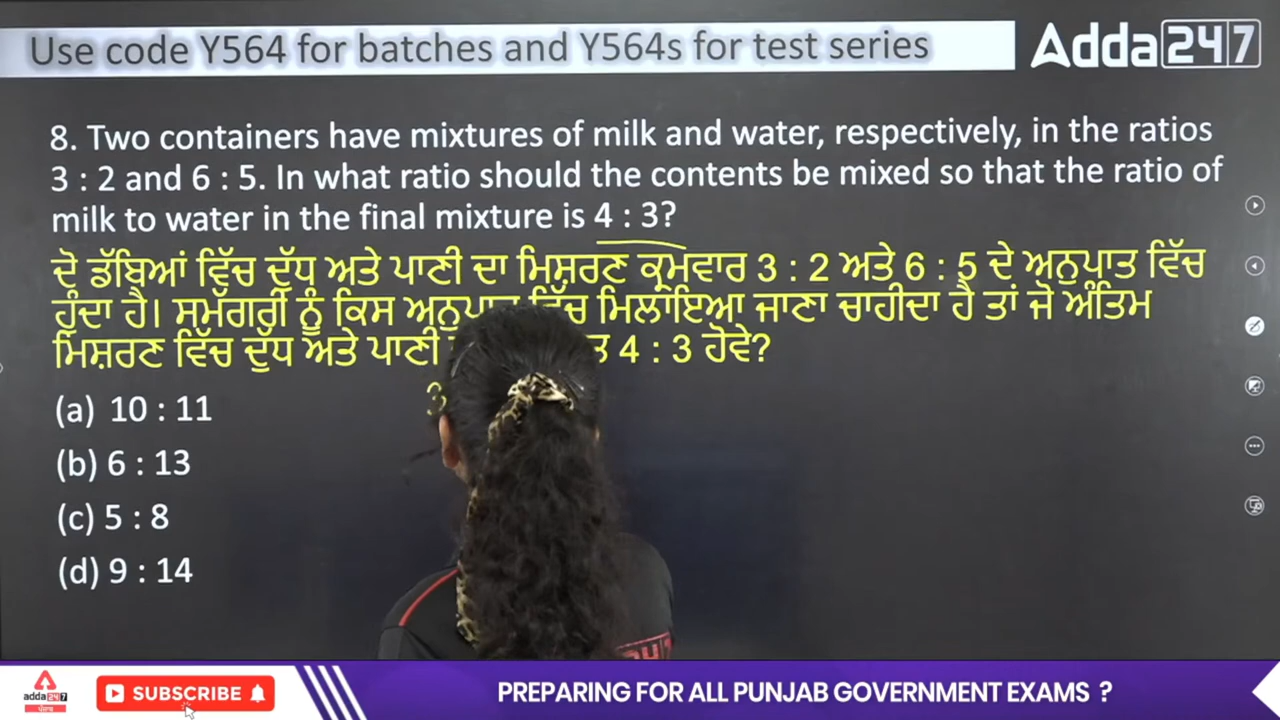 Use code Y564 for batches and Y564s for test series
Adda247
8. Two containers have mixtures of milk and water, respectively, in the ratios
3 : 2 and 6 : 5. In what ratio should the contents be mixed so that the ratio of
milk to water in the final mixture is 4 : 3?
ਦੋ ਡੱਬਿਆਂ ਵਿੱਚ ਦੁੱਧ ਅਤੇ ਪਾਣੀ ਦਾ ਮਿਸ਼ਰਣ ਕ੍ਰਮਵਾਰ 3 : 2 ਅਤੇ 6 : 5 ਦੇ ਅਨੁਪਾਤ ਵਿੱਚ
ਹੁੰਦਾ ਹੈ। ਸਮੱਗਰੀ ਨੂੰ ਕਿਸ ਵਿੱਚ ਮਿਲਾਇਆ ਜਾਣਾ ਚਾਹੀਦਾ ਹੈ ਤਾਂ ਜੋ ਅੰਤਿਮ
ਮਿਸ਼ਰਣ ਵਿੱਚ ਦੁੱਧ ਅਤੇ ਪਾਣੀ 4 : 3 ਹੋਵੇ?
3
(a) 10 : 11
(b) 6 : 13
(c) 5 : 8
(d) 9 : 14
adda247
ਪੰਜਾਬ
SUBSCRIBE
PREPARING FOR ALL PUNJAB GOVERNMENT EXAMS ?